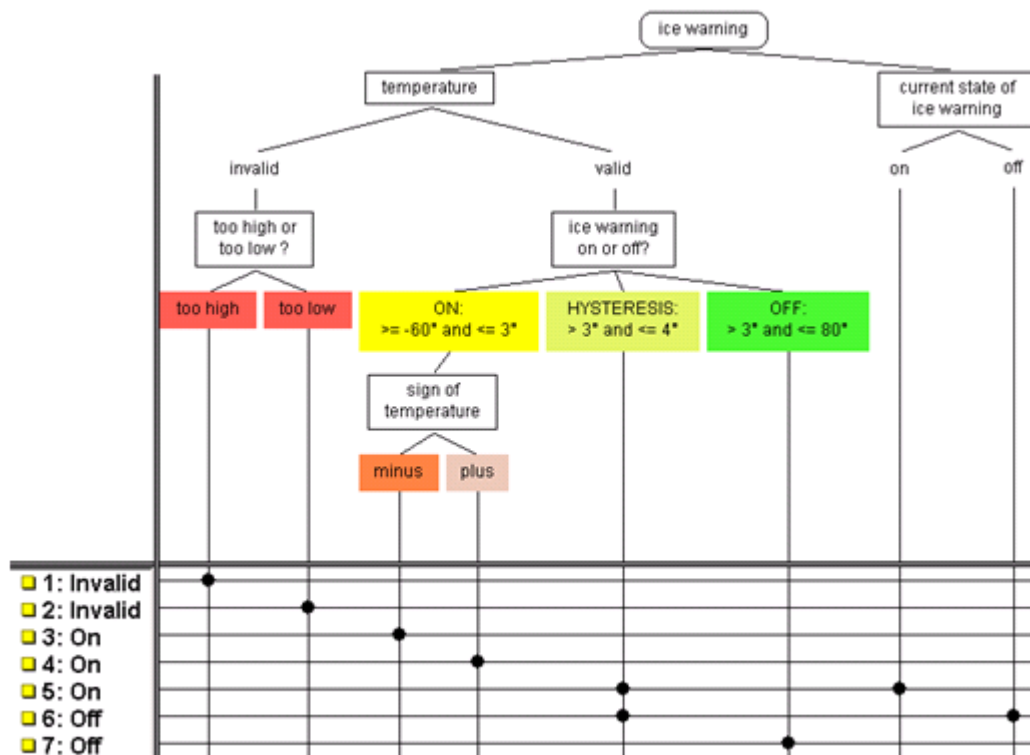 ice warning
temperature
current state of
ice warning
invalid
valid
on
off
too high or
too low ?
ice warning
on or off?
too high
too low
ON:
>= -60° and <= 3°
HYSTERESIS:
> 3° and <= 4°
OFF:
> 3° and <= 80°
sign of
temperature
minus
plus
1: Invalid
2: Invalid
3: On
4: On
5: On
6: Off
7: Off